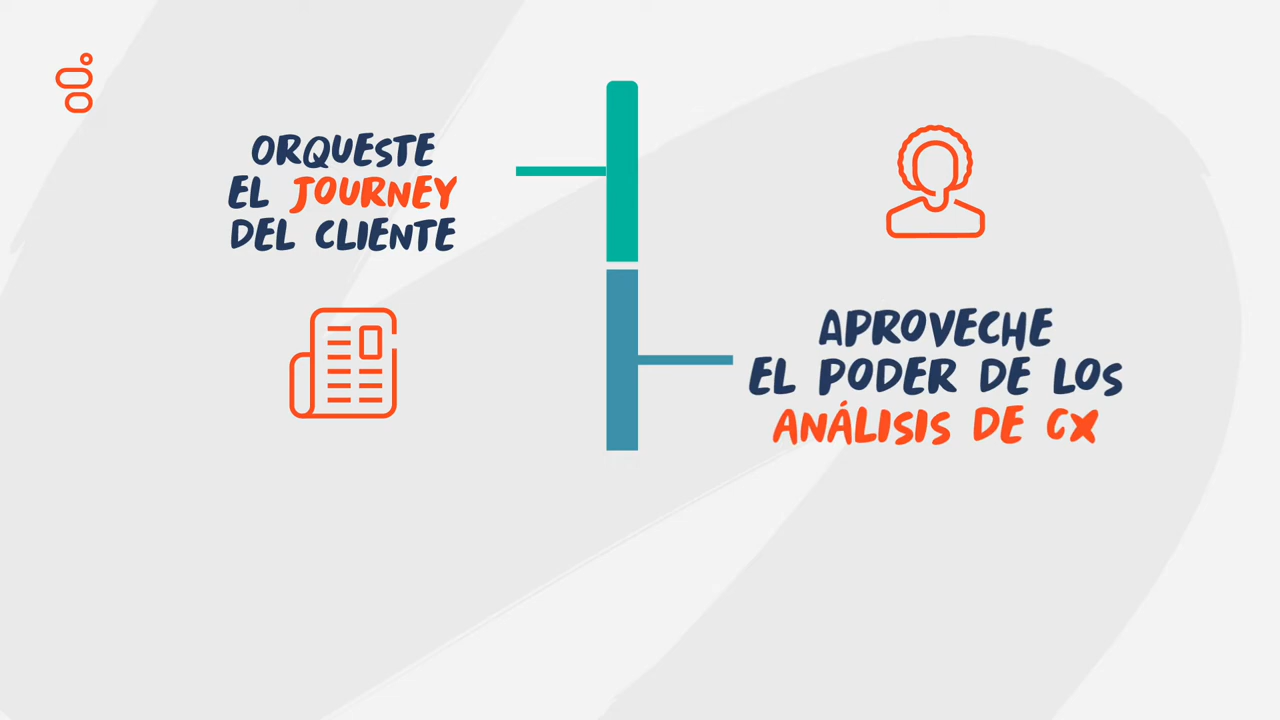 ORQUESTE
EL JOURNEY
DEL CLIENTE
APROVECHE
EL PODER DE LOS
ANÁLISIS DE CX